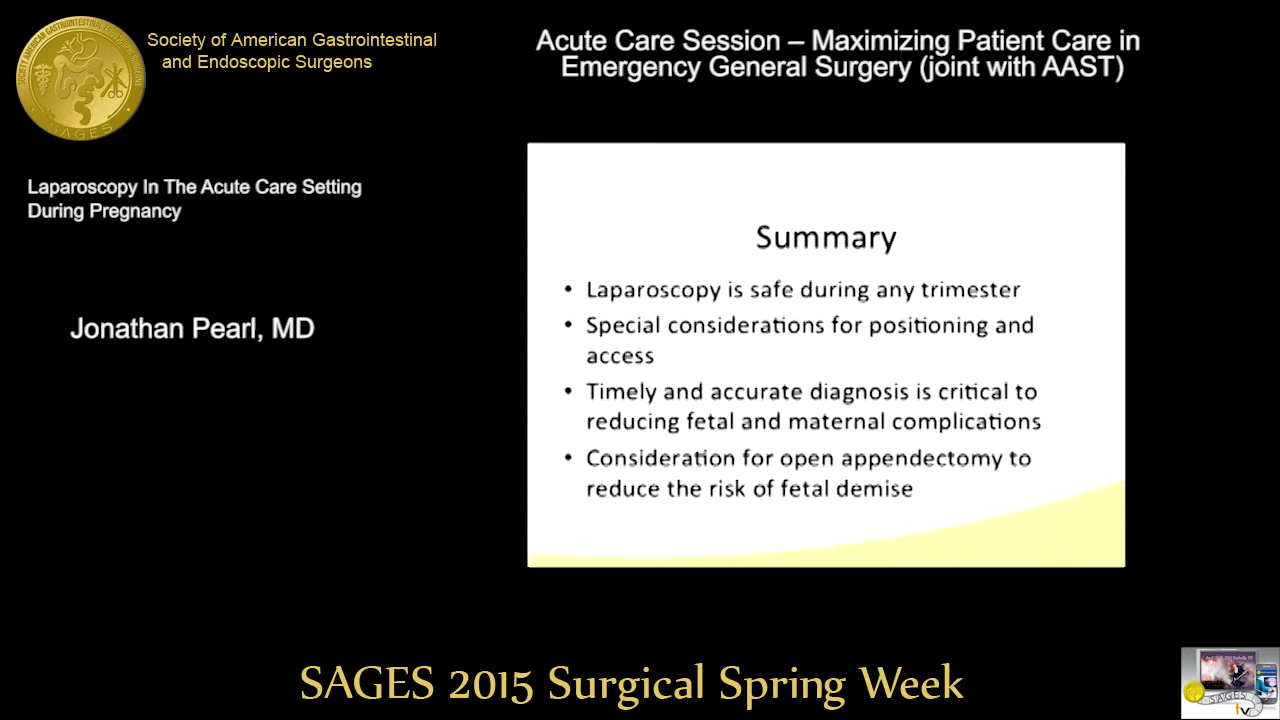 Society of American Gastrointestinal
and Endoscopic Surgeons
Acute Care Session – Maximizing Patient Care in
Emergency General Surgery (joint with AAST)
SAGES
Laparoscopy In The Acute Care Setting
During Pregnancy
Jonathan Pearl, MD
Summary
• Laparoscopy is safe during any trimester
• Special considerations for positioning and
access
• Timely and accurate diagnosis is critical to
reducing fetal and maternal complications
• Consideration for open appendectomy to
reduce the risk of fetal demise
SAGES 2015 Surgical Spring Week
SAGES
tv